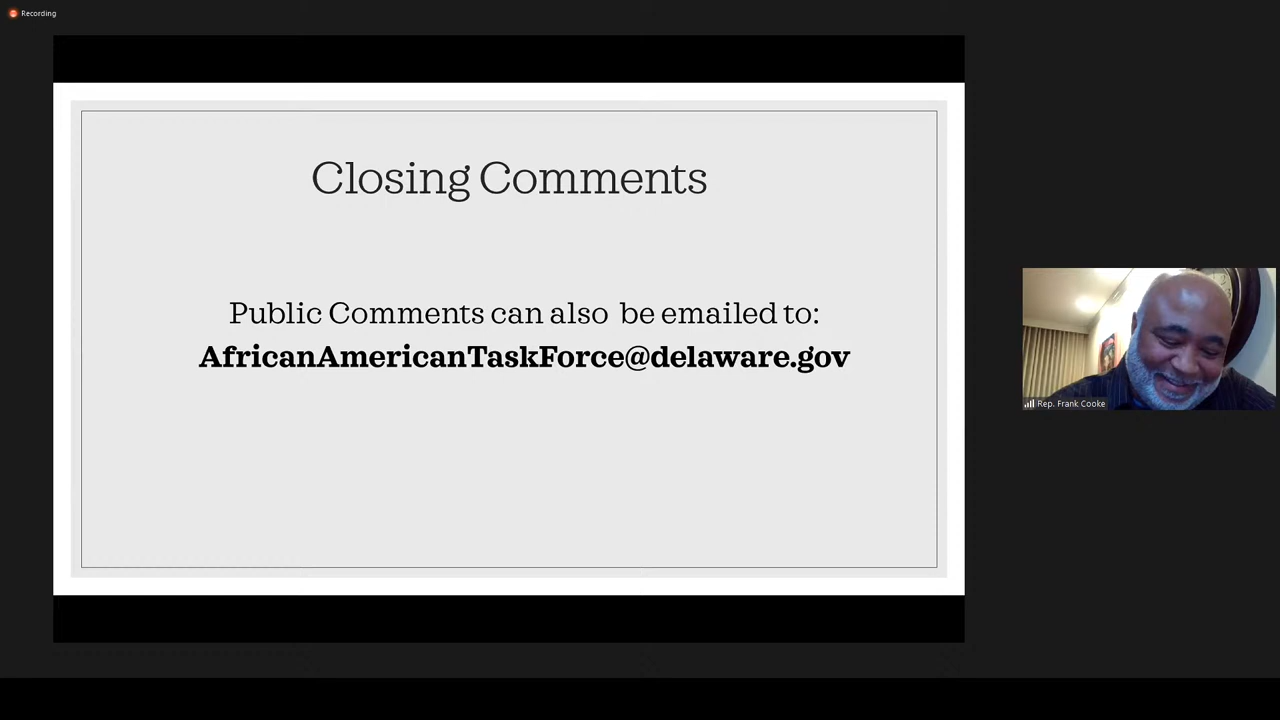 Recording
Closing Comments
Public Comments can also be emailed to:
AfricanAmericanTaskForce@delaware.gov
Rep. Frank Cooke